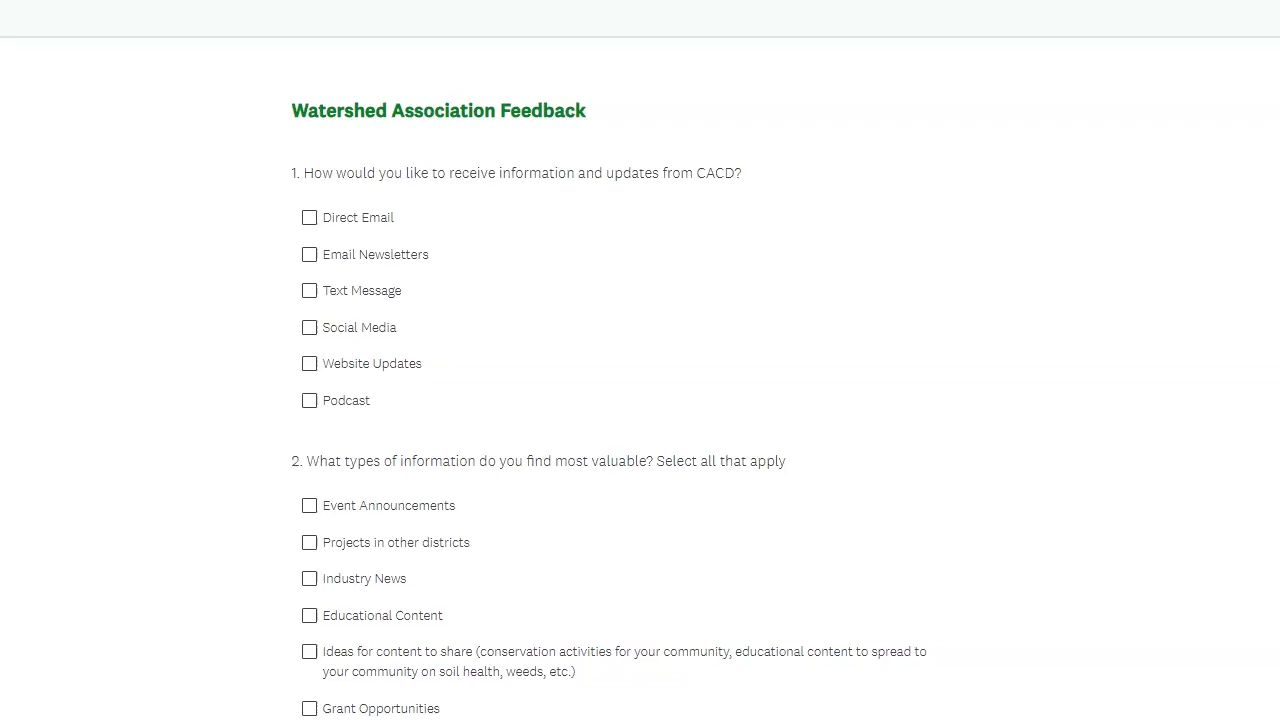 Watershed Association Feedback
1. How would you like to receive information and updates from CACD?
Direct Email
Email Newsletters
Text Message
Social Media
Website Updates
Podcast
2. What types of information do you find most valuable? Select all that apply
Event Announcements
Projects in other districts
Industry News
Educational Content
Ideas for content to share (conservation activities for your community, educational content to spread to
your community on soil health, weeds, etc.)
Grant Opportunities